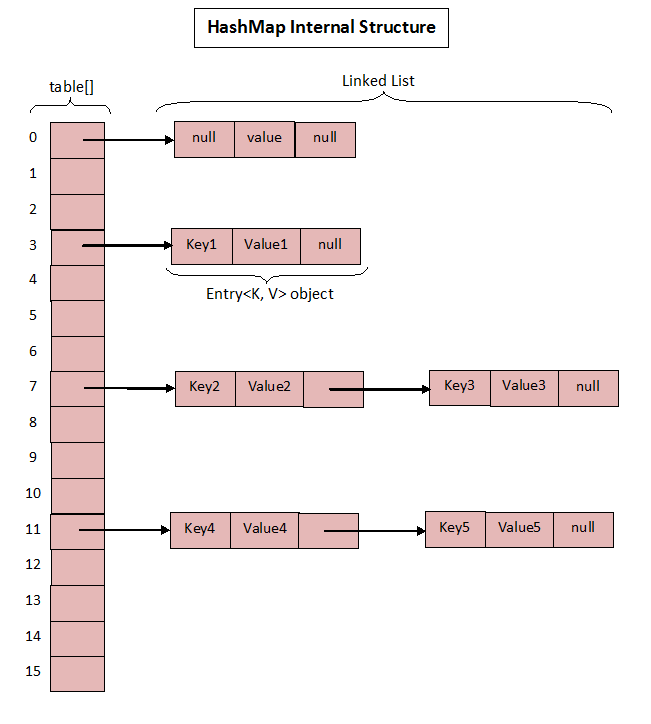 HashMap Internal Structure
table[]
Linked List
0
null value null
1
2
3
Key1 Value1 null
4
Entry<K, V> object
5
6
7
Key2 Value2 Key3 Value3 null
8
9
10
11
Key4 Value4 Key5 Value5 null
12
13
14
15